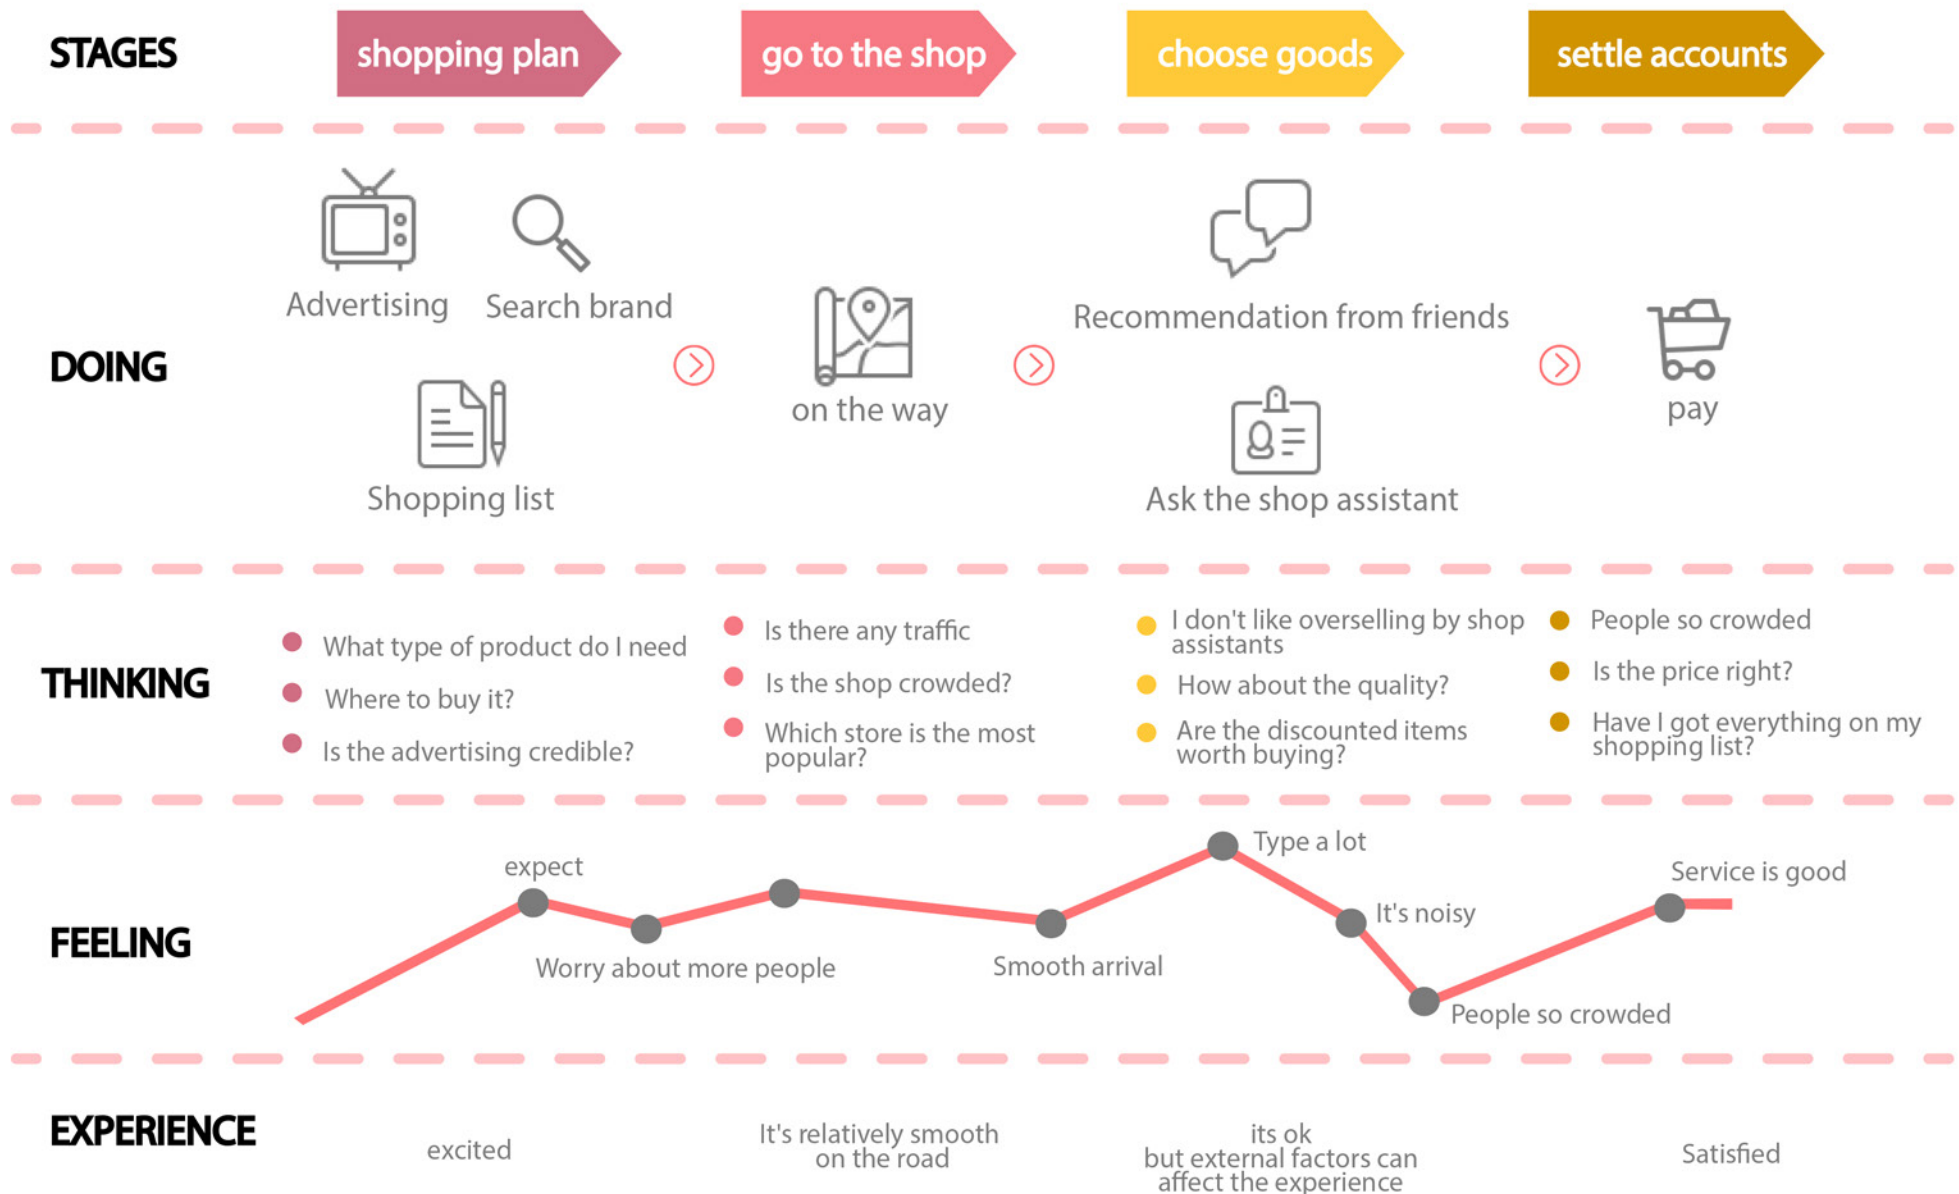 STAGES
shopping plan
go to the shop
choose goods
settle accounts
DOING
Advertising
Search brand
Shopping list
on the way
Recommendation from friends
Ask the shop assistant
pay
THINKING
What type of product do I need
Where to buy it?
Is the advertising credible?
Is there any traffic
Is the shop crowded?
Which store is the most
popular?
I don't like overselling by shop
assistants
How about the quality?
Are the discounted items
worth buying?
People so crowded
Is the price right?
Have I got everything on my
shopping list?
FEELING
expect
Worry about more people
Smooth arrival
Type a lot
It's noisy
People so crowded
Service is good
EXPERIENCE
excited
It's relatively smooth
on the road
its ok
but external factors can
affect the experience
Satisfied